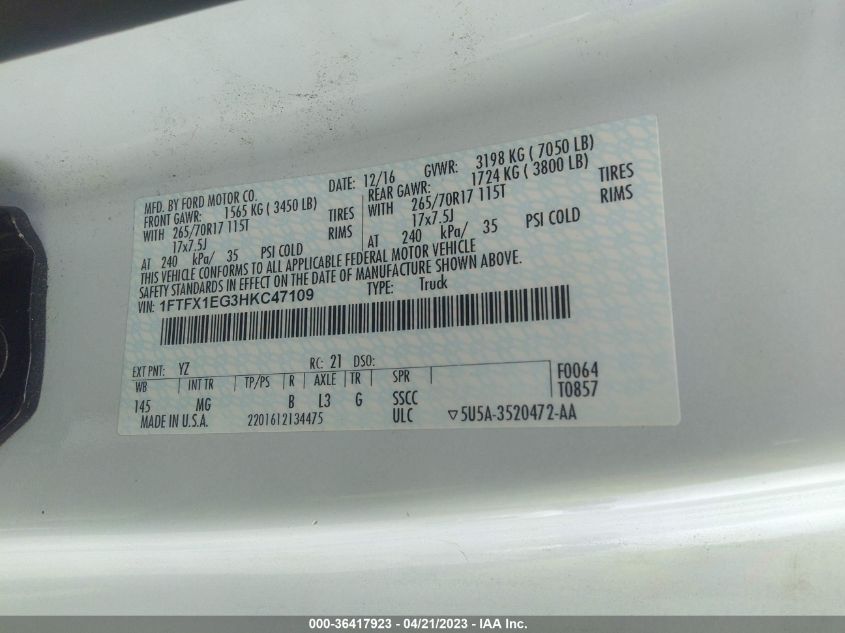 MFD. BY FORD MOTOR CO. DATE: 12/16 GVWR: 3198 KG ( 7050 LB)
FRONT GAWR: 1565 KG ( 3450 LB) REAR GAWR: 1724 KG ( 3800 LB)
WITH 265/70R17 115T TIRES WITH 265/70R17 115T TIRES
17x7.5J RIMS 17x7.5J RIMS
AT 240 kPa/ 35 PSI COLD AT 240 kPa/ 35 PSI COLD
THIS VEHICLE CONFORMS TO ALL APPLICABLE FEDERAL MOTOR VEHICLE
SAFETY STANDARDS IN EFFECT ON THE DATE OF MANUFACTURE SHOWN ABOVE.
VIN: 1FTFX1EG3HKC47109 TYPE: Truck
EXT PNT: YZ RC: 21 DSO:
WB INT TR TP/PS R AXLE TR SPR F0064
145 MG B L3 G SSCC T0857
MADE IN U.S.A. 2201612134475 ULC ▽5U5A-3520472-AA
000-36417923 - 04/21/2023 - IAA Inc.